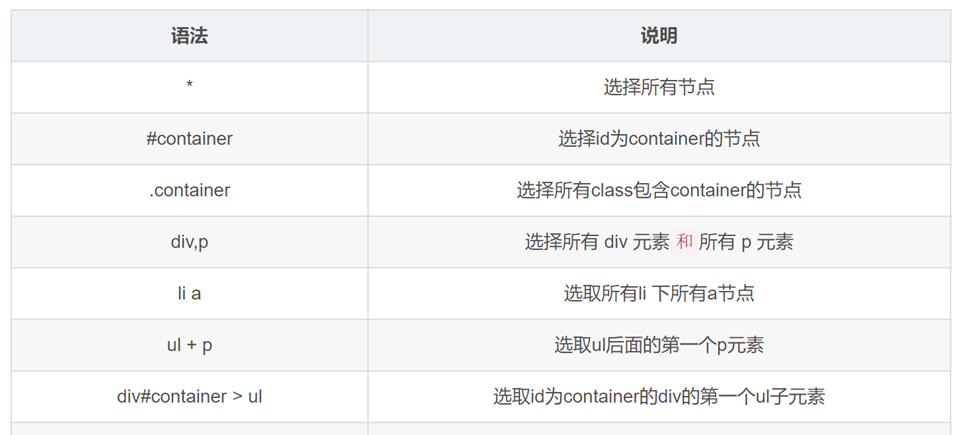 语法 说明
* 选择所有节点
#container 选择id为container的节点
.container 选择所有class包含container的节点
div,p 选择所有 div 元素 和 所有 p 元素
li a 选取所有li 下所有a节点
ul + p 选取ul后面的第一个p元素
div#container > ul 选取id为container的div的第一个ul子元素